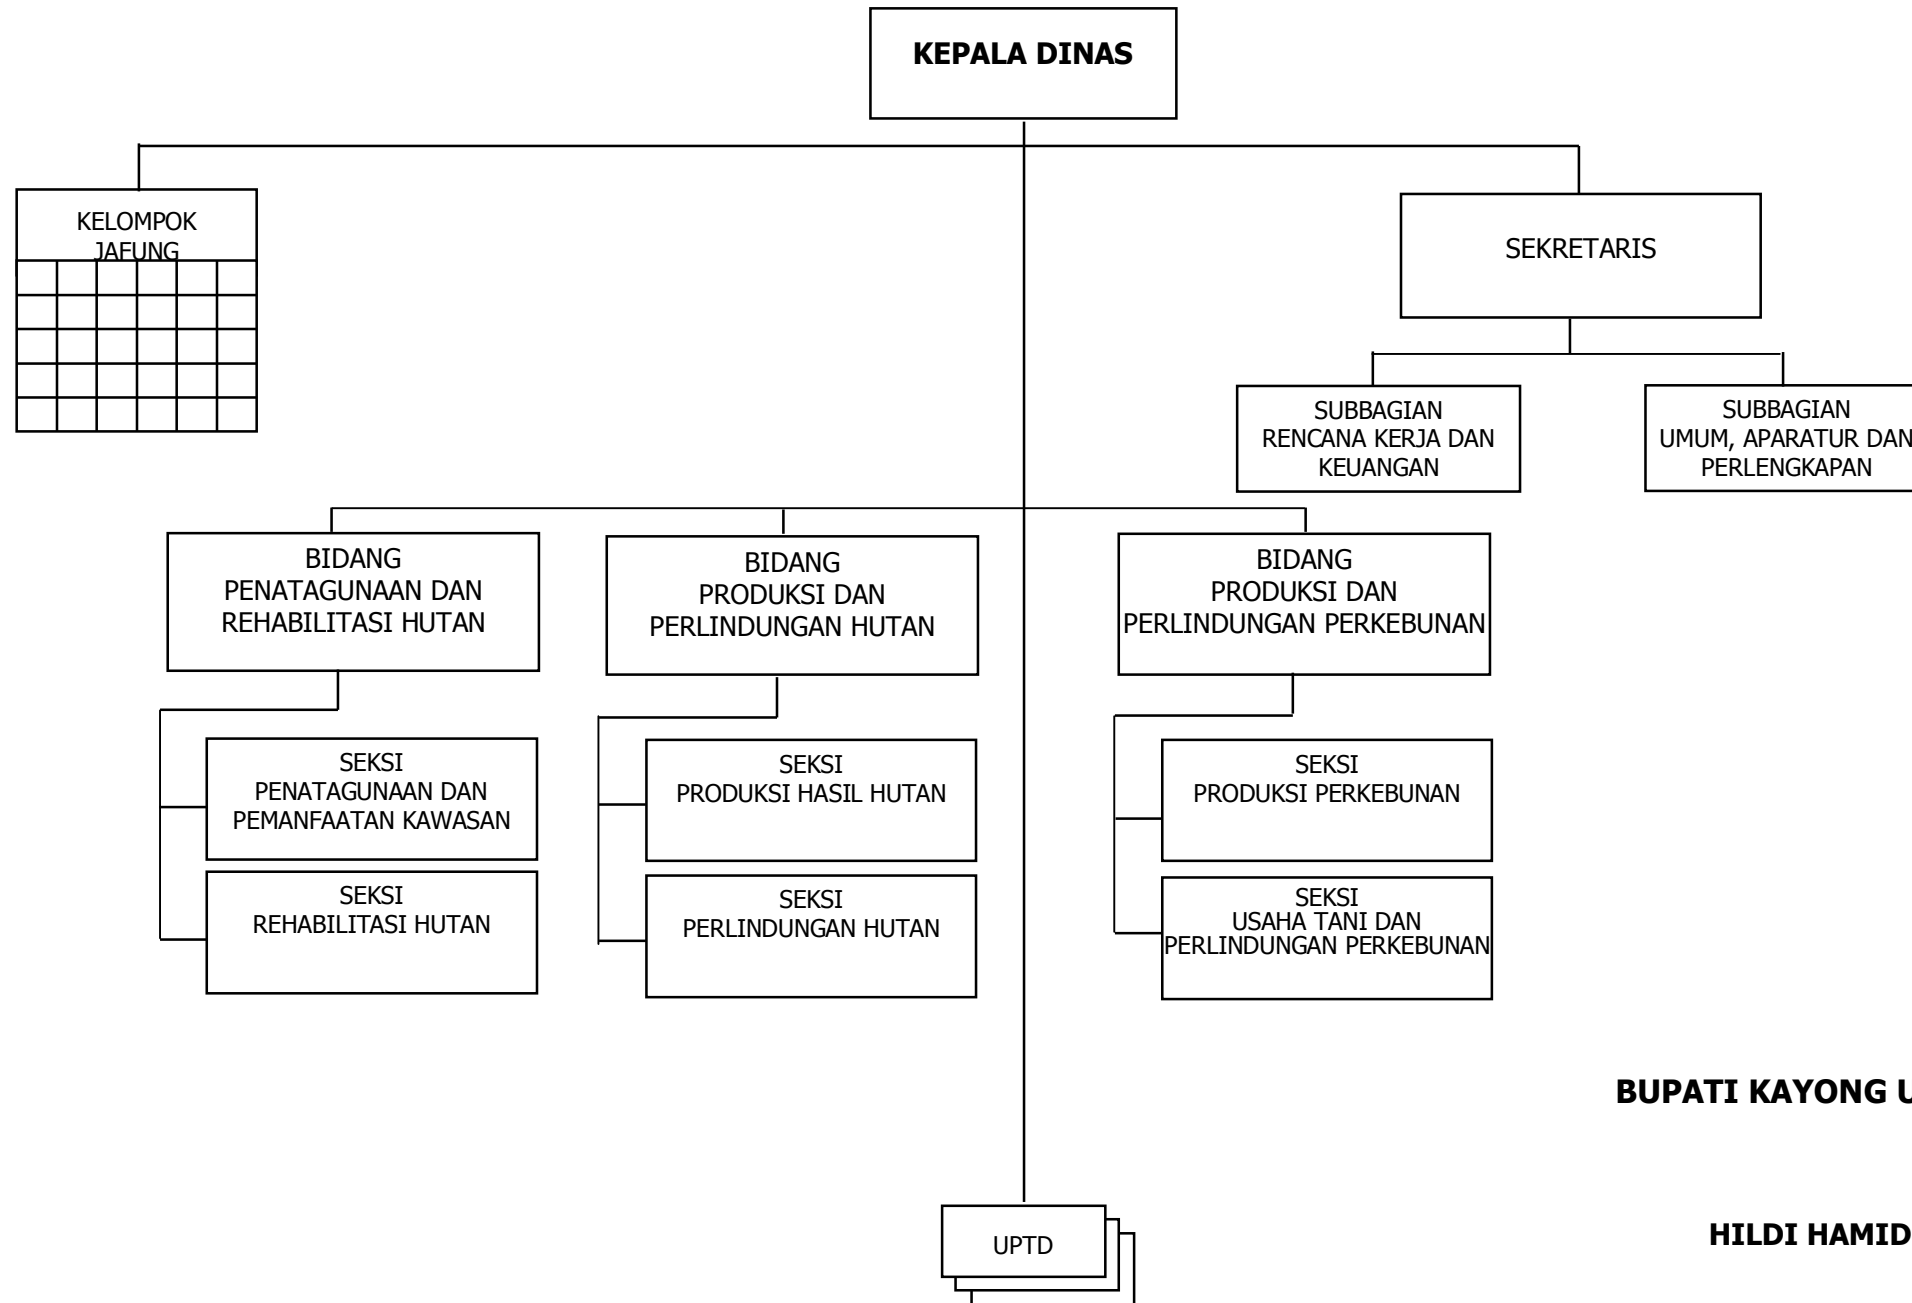 KEPALA DINAS
KELOMPOK
JAFUNG
SEKRETARIS
SUBBAGIAN
RENCANA KERJA DAN
KEUANGAN
SUBBAGIAN
UMUM, APARATUR DAN
PERLENGKAPAN
BIDANG
PENATAGUNAAN DAN
REHABILITASI HUTAN
BIDANG
PRODUKSI DAN
PERLINDUNGAN HUTAN
BIDANG
PRODUKSI DAN
PERLINDUNGAN PERKEBUNAN
SEKSI
PENATAGUNAAN DAN
PEMANFAATAN KAWASAN
SEKSI
REHABILITASI HUTAN
SEKSI
PRODUKSI HASIL HUTAN
SEKSI
PERLINDUNGAN HUTAN
SEKSI
PRODUKSI PERKEBUNAN
SEKSI
USAHA TANI DAN
PERLINDUNGAN PERKEBUNAN
BUPATI KAYONG
HILDI HAMID
UPTD